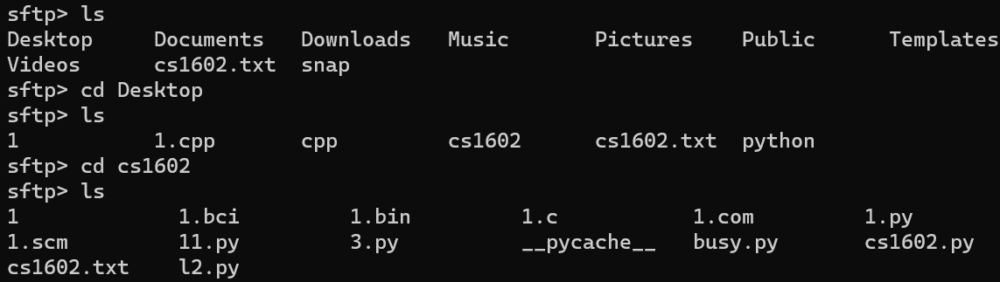 sftp> ls
Desktop     Documents   Downloads   Music       Pictures    Public      Templates
Videos      cs1602.txt  snap
sftp> cd Desktop
sftp> ls
1           1.cpp       cpp         cs1602      cs1602.txt  python
sftp> cd cs1602
sftp> ls
1             1.bci         1.bin         1.c           1.com         1.py
1.scm         11.py         3.py          __pycache__   busy.py       cs1602.py
cs1602.txt    l2.py